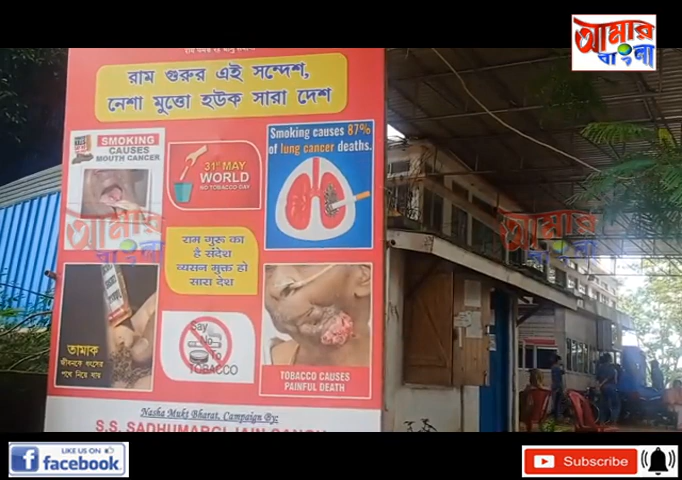 আমার
বাংলা
রাম গুরুর এই সন্দেশ,
নেশা মুত্তো হউক সারা দেশ
SMOKING
CAUSES
MOUTH CANCER
31ST MAY
WORLD
NO TOBACCO DAY
Smoking causes 87%
of lung cancer deaths.
আমার
বাংলা
আমার
বাংলা
राम गुरू का
है संदेश
व्यसन मुक्त हो
सारा देश
তামাক
জীবনকে ধংসের
পথে নিয়ে যায়
Say
No
To
TOBACCO
TOBACCO CAUSES
PAINFUL DEATH
Nasha Mukt Bharat, Campaign By:
S.S. SADHUMARGI JAIN SANGH
LIKE US ON
facebook.
Subscribe